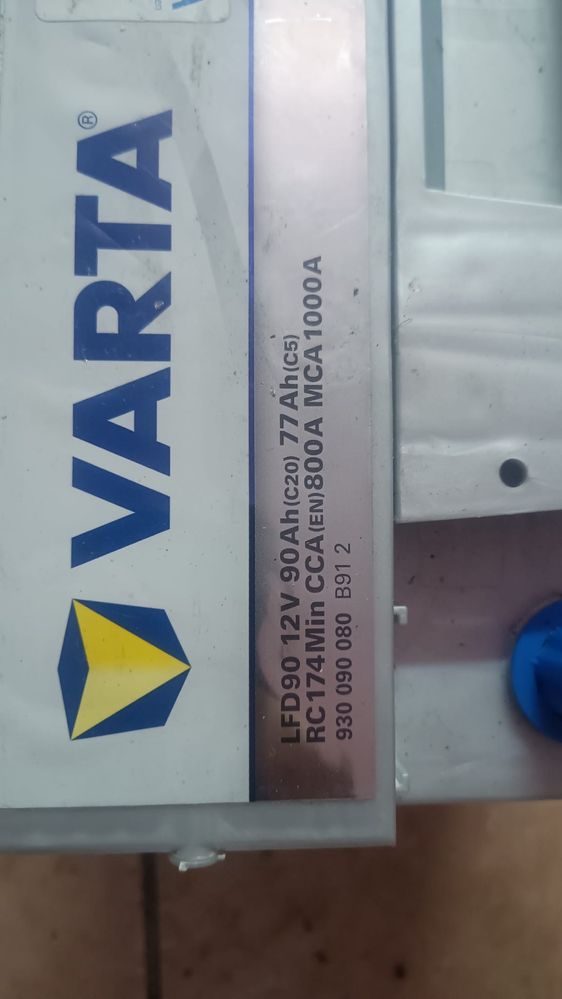 VARTA®
LFD90 12V 90Ah(C20) 77Ah(C5)
RC174Min CCA(EN)800A MCA1000A
930 090 080 B91 2